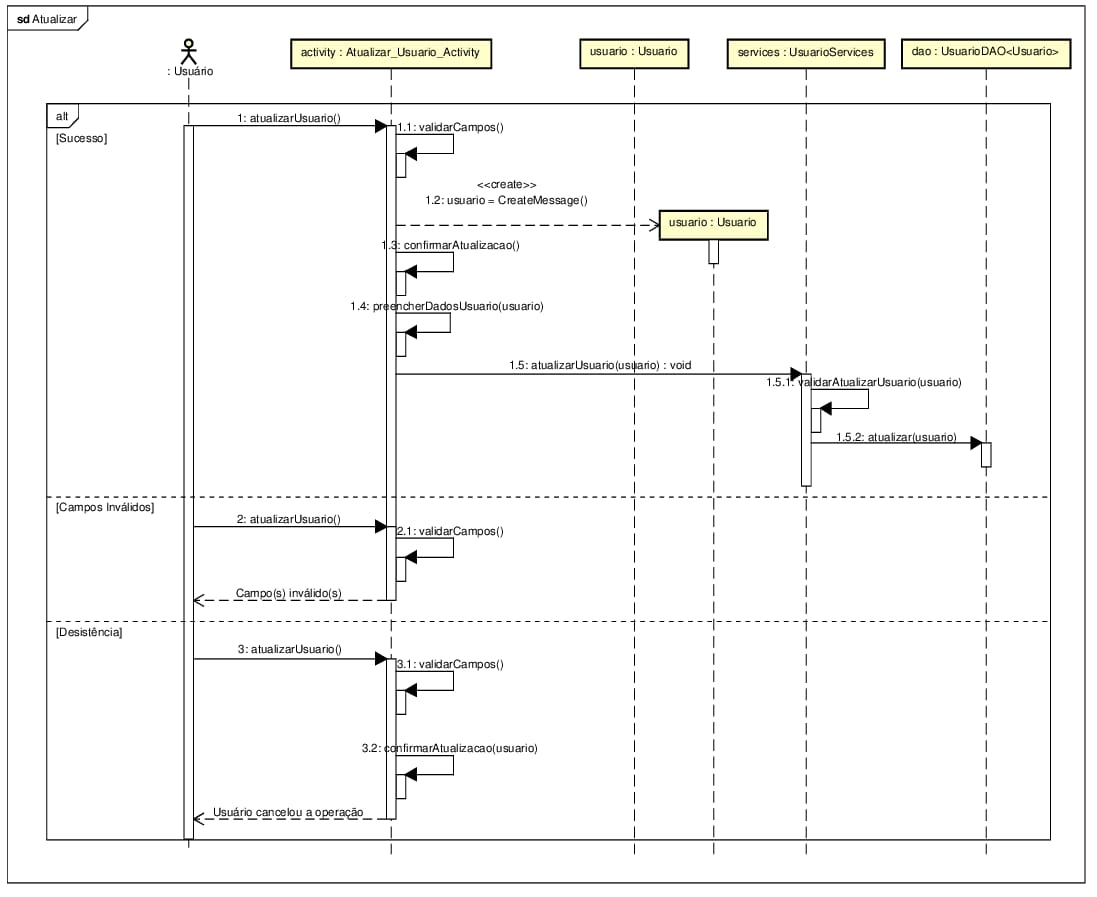 sd Atualizar
: Usuário
activity : Atualizar_Usuario_Activity
usuario : Usuario
services : UsuarioServices
dao : UsuarioDAO<Usuario>
alt
[Sucesso]
1: atualizarUsuario()
1.1: validarCampos()
<<create>>
1.2: usuario = CreateMessage()
usuario : Usuario
1.3: confirmarAtualizacao()
1.4: preencherDadosUsuario(usuario)
1.5: atualizarUsuario(usuario) : void
1.5.1: validarAtualizarUsuario(usuario)
1.5.2: atualizar(usuario)
[Campos Inválidos]
2: atualizarUsuario()
2.1: validarCampos()
Campo(s) inválido(s)
[Desistência]
3: atualizarUsuario()
3.1: validarCampos()
3.2: confirmarAtualizacao(usuario)
Usuário cancelou a operação